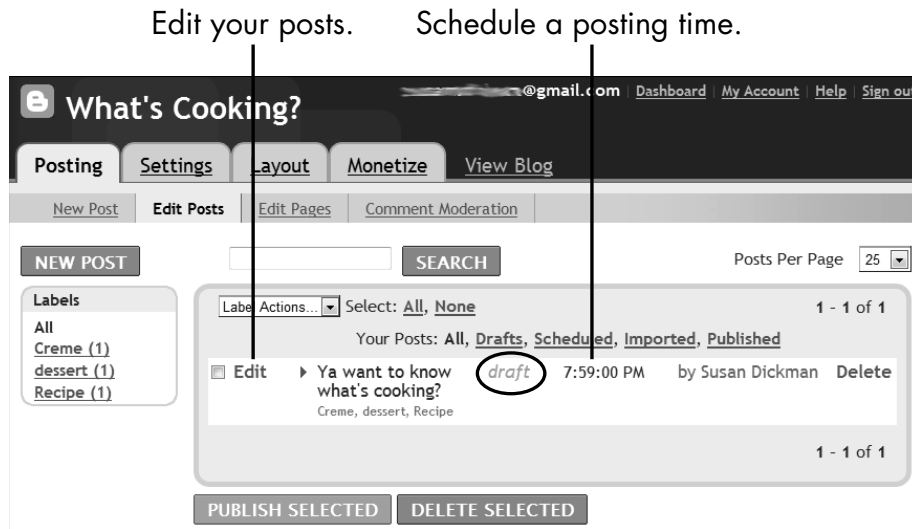 Edit your posts. Schedule a posting time.
@gmail.com Dashboard My Account Help Sign out
What's Cooking?
Posting Settings Layout Monetize View Blog
New Post Edit Posts Edit Pages Comment Moderation
NEW POST SEARCH Posts Per Page 25
Labels
All
Creme (1)
dessert (1)
Recipe (1)
Label Actions... Select: All, None 1 - 1 of 1
Your Posts: All, Drafts, Scheduled, Imported, Published
Edit Ya want to know what's cooking? draft 7:59:00 PM by Susan Dickman Delete
Creme, dessert, Recipe
1 - 1 of 1
PUBLISH SELECTED DELETE SELECTED